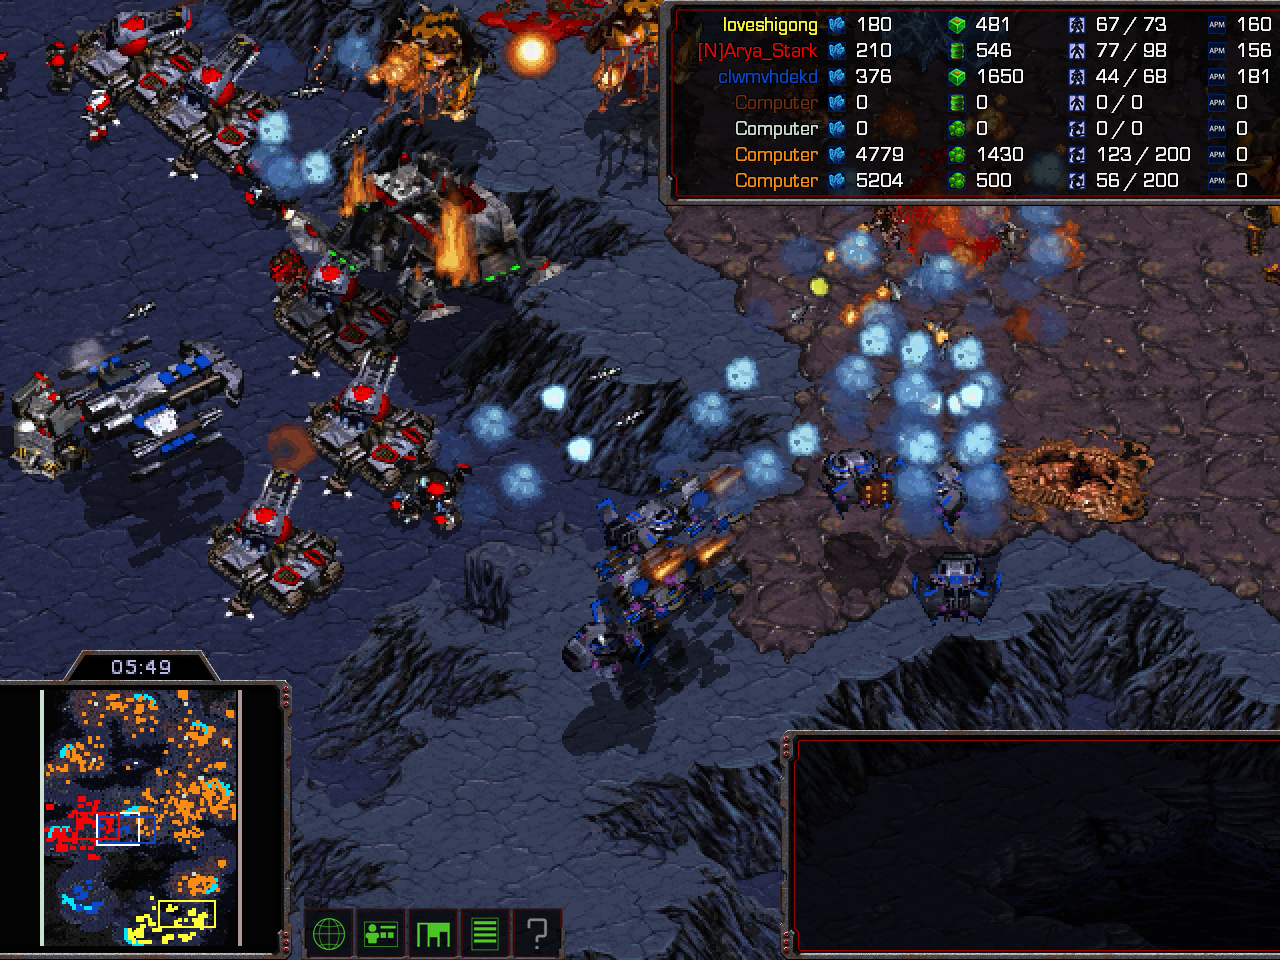 loveshigong 180 481 67 / 73 APM 160
[N]Arya_Stark 210 546 77 / 98 APM 156
clwmvhdekd 376 1650 44 / 68 APM 181
Computer 0 0 0 / 0 APM 0
Computer 0 0 0 / 0 APM 0
Computer 4779 1430 123 / 200 APM 0
Computer 5204 500 56 / 200 APM 0
05:49
?